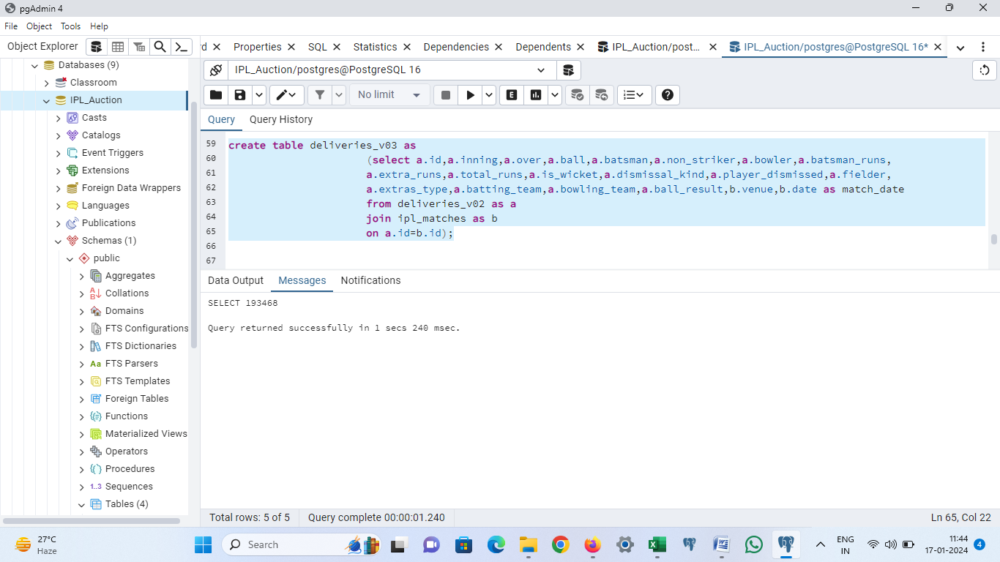 pgAdmin 4
File Object Tools Help
Object Explorer
Properties SQL Statistics Dependencies Dependents IPL_Auction/post... IPL_Auction/postgres@PostgreSQL 16*
Databases (9)
Classroom
IPL_Auction
Casts
Catalogs
Event Triggers
Extensions
Foreign Data Wrappers
Languages
Publications
Schemas (1)
public
Aggregates
Collations
Domains
FTS Configurations
FTS Dictionaries
Aa FTS Parsers
FTS Templates
Foreign Tables
Functions
Materialized Views
Operators
Procedures
1..3 Sequences
Tables (4)
IPL_Auction/postgres@PostgreSQL 16
No limit
E
Query Query History
59 create table deliveries_v03 as
60 (select a.id,a.inning,a.over,a.ball,a.batsman,a.non_striker,a.bowler,a.batsman_runs,
61 a.extra_runs,a.total_runs,a.is_wicket,a.dismissal_kind,a.player_dismissed,a.fielder,
62 a.extras_type,a.batting_team,a.bowling_team,a.ball_result,b.venue,b.date as match_date
63 from deliveries_v02 as a
64 join ipl_matches as b
65 on a.id=b.id);
66
67
Data Output Messages Notifications
SELECT 193468
Query returned successfully in 1 secs 240 msec.
Total rows: 5 of 5 Query complete 00:00:01.240 Ln 65, Col 22
27°C
Haze
Search
ENG
IN
11:44
17-01-2024
4